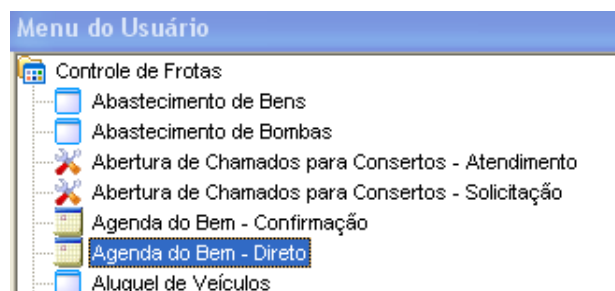 Menu do Usuário
Controle de Frotas
Abastecimento de Bens
Abastecimento de Bombas
Abertura de Chamados para Consertos - Atendimento
Abertura de Chamados para Consertos - Solicitação
Agenda do Bem - Confirmação
Agenda do Bem - Direto
Aluguel de Veículos